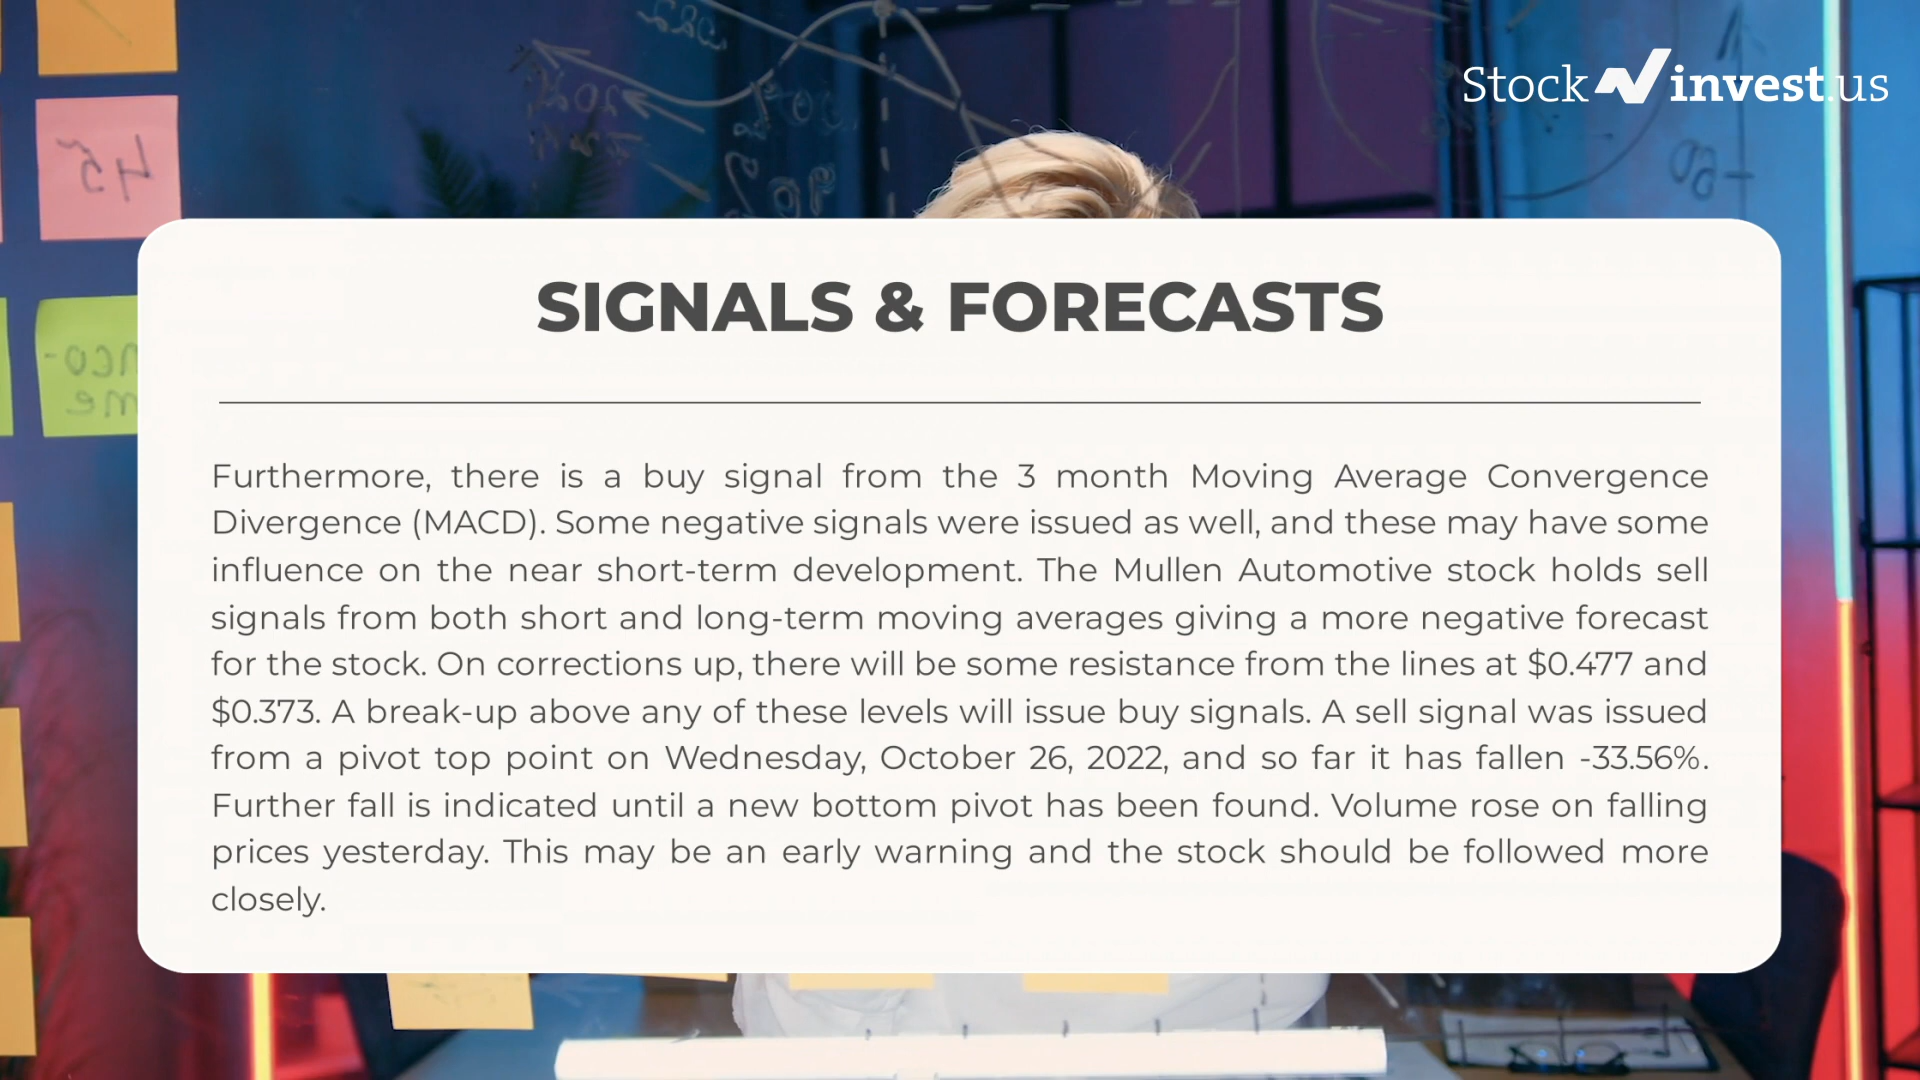 Stock invest.us
45
SIGNALS & FORECASTS
Furthermore, there is a buy signal from the 3 month Moving Average Convergence
Divergence (MACD). Some negative signals were issued as well, and these may have some
influence on the near short-term development. The Mullen Automotive stock holds sell
signals from both short and long-term moving averages giving a more negative forecast
for the stock. On corrections up, there will be some resistance from the lines at $0.477 and
$0.373. A break-up above any of these levels will issue buy signals. A sell signal was issued
from a pivot top point on Wednesday, October 26, 2022, and so far it has fallen -33.56%.
Further fall is indicated until a new bottom pivot has been found. Volume rose on falling
prices yesterday. This may be an early warning and the stock should be followed more
closely.